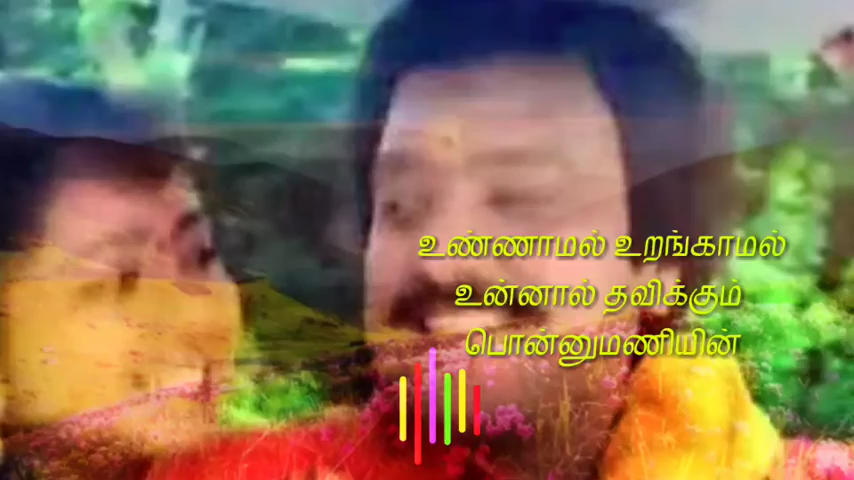 உண்ணாமல் உறங்காமல்
உன்னால் தவிக்கும்
பொன்னுமணியின்